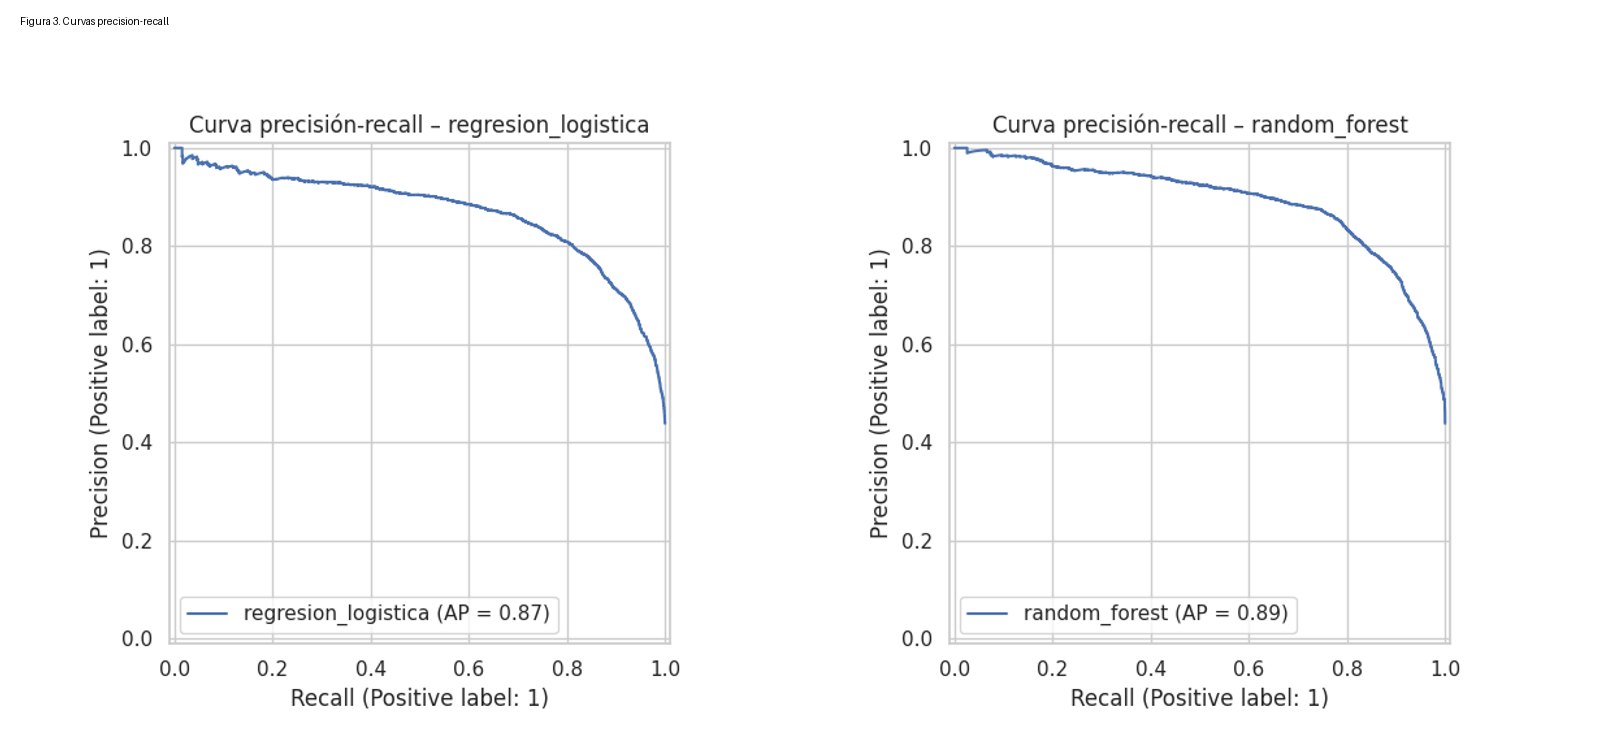 Figura 3. Curvas precision-recall
Curva precisión-recall – regresion_logistica
1.0
0.8
0.6
0.4
0.2
0.0
Precision (Positive label: 1)
regresion_logistica (AP = 0.87)
0.0 0.2 0.4 0.6 0.8 1.0
Recall (Positive label: 1)
Curva precisión-recall – random_forest
1.0
0.8
0.6
0.4
0.2
0.0
Precision (Positive label: 1)
random_forest (AP = 0.89)
0.0 0.2 0.4 0.6 0.8 1.0
Recall (Positive label: 1)